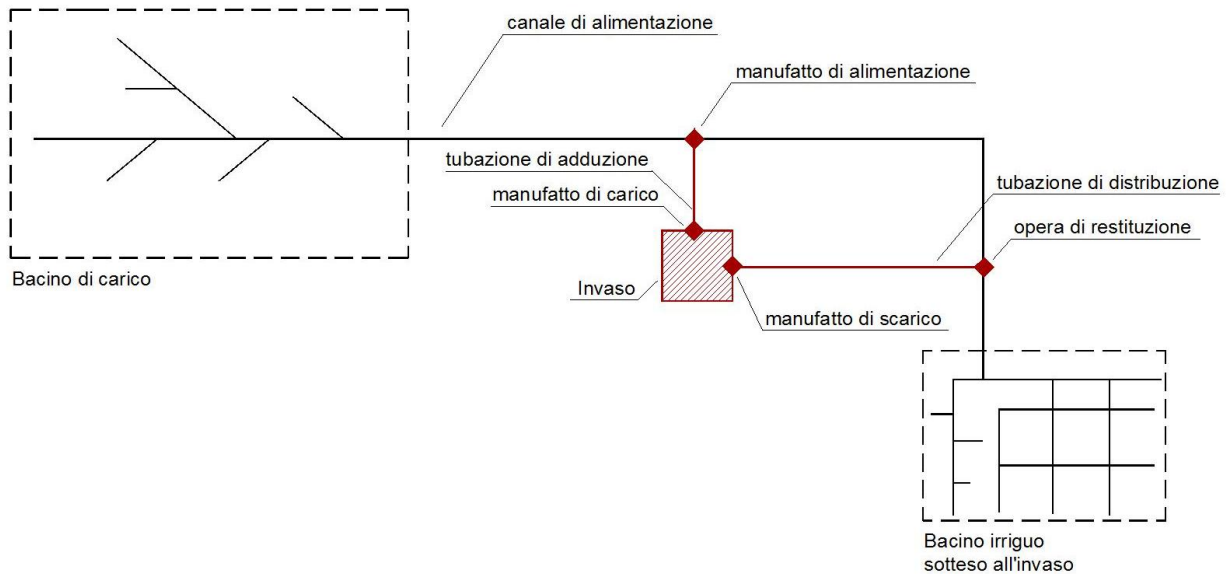 canale di alimentazione
manufatto di alimentazione
tubazione di adduzione
tubazione di distribuzione
manufatto di carico
opera di restituzione
Bacino di carico
Invaso
manufatto di scarico
Bacino irriguo
sotteso all'invaso